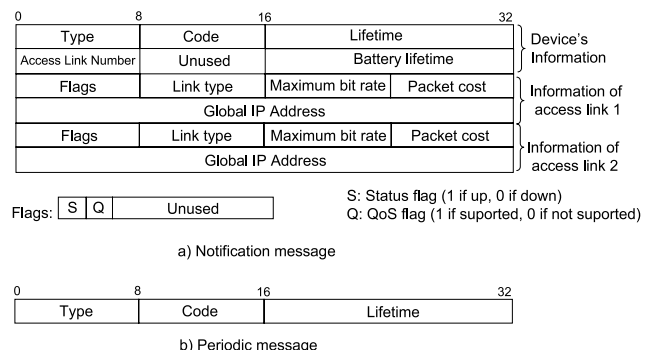 0 8 16 32
Type Code Lifetime
Access Link Number Unused Battery lifetime
Device's
Information
Flags Link type Maximum bit rate Packet cost
Global IP Address
Information of
access link 1
Flags Link type Maximum bit rate Packet cost
Global IP Address
Information of
access link 2
Flags: S Q Unused
S: Status flag (1 if up, 0 if down)
Q: QoS flag (1 if suported, 0 if not suported)
a) Notification message
0 8 16 32
Type Code Lifetime
b) Periodic message